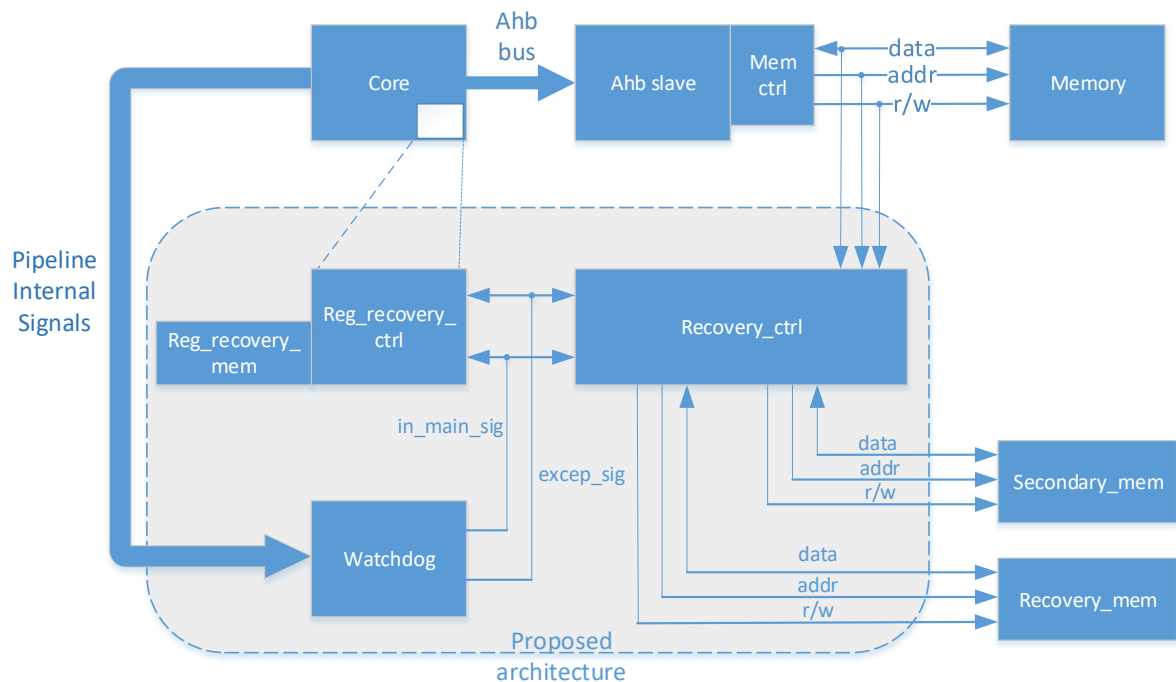 Ahb
bus
Core
Ahb slave
Mem
ctrl
data
addr
r/w
Memory
Pipeline
Internal
Signals
Reg_recovery_
mem
Reg_recovery_
ctrl
Recovery_ctrl
in_main_sig
excep_sig
data
addr
r/w
Secondary_mem
Watchdog
data
addr
r/w
Recovery_mem
Proposed
architecture